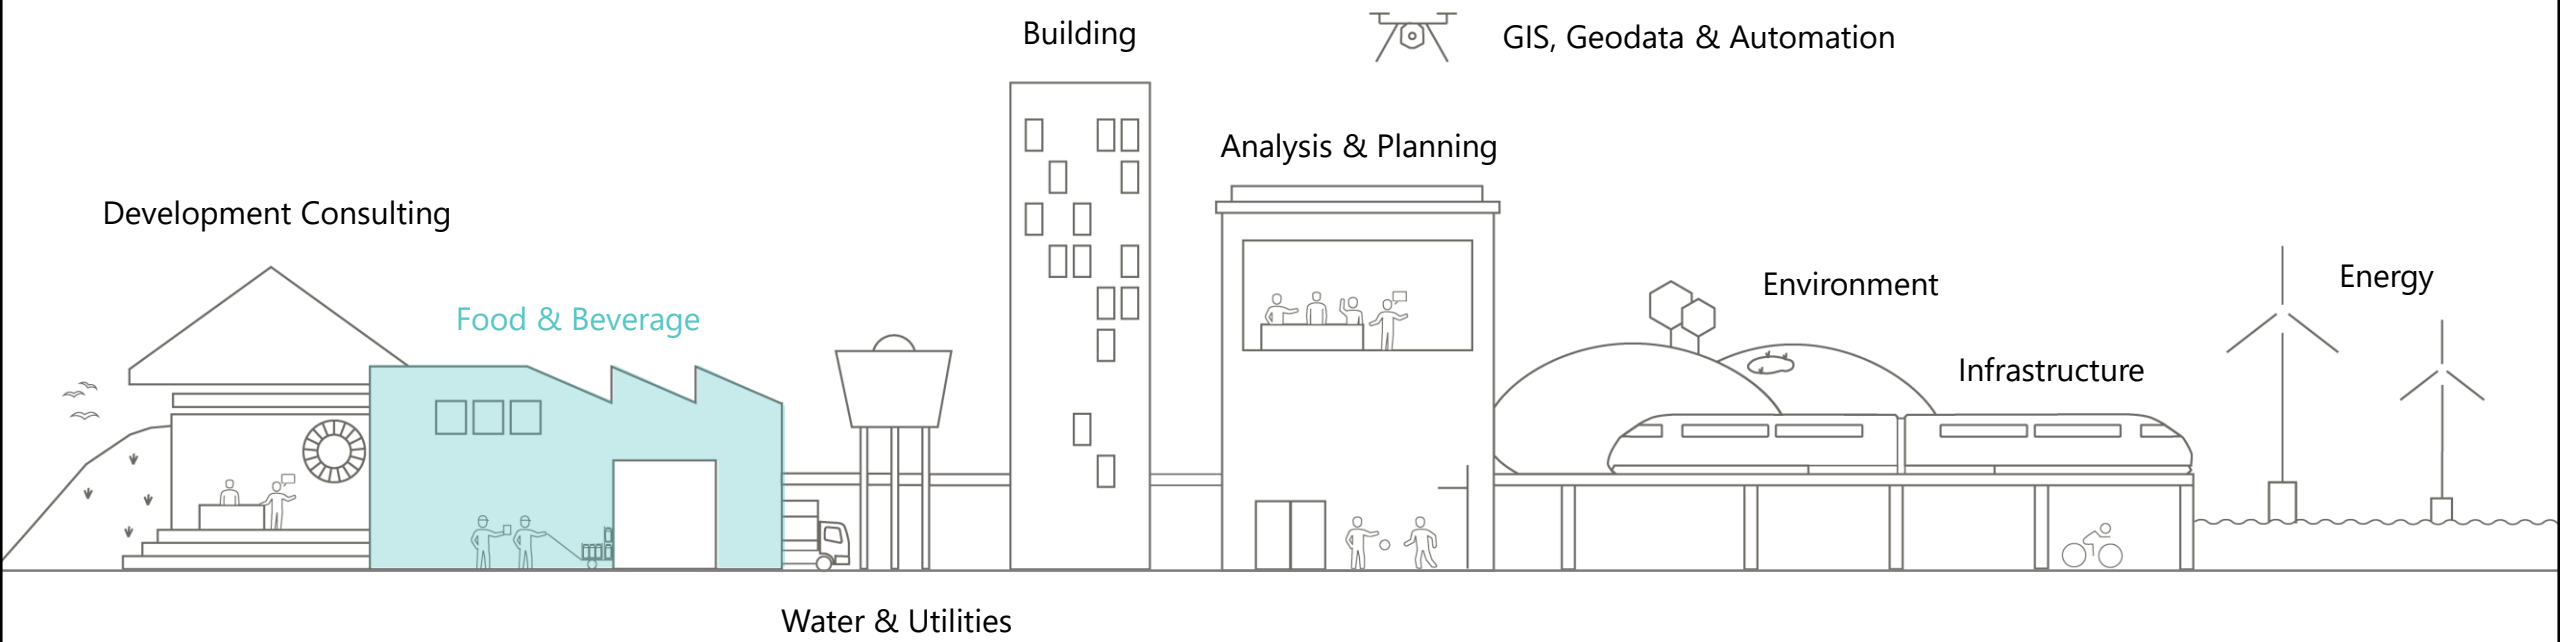 Building
GIS, Geodata & Automation
Analysis & Planning
Development Consulting
Food & Beverage
Environment
Energy
Infrastructure
Water & Utilities